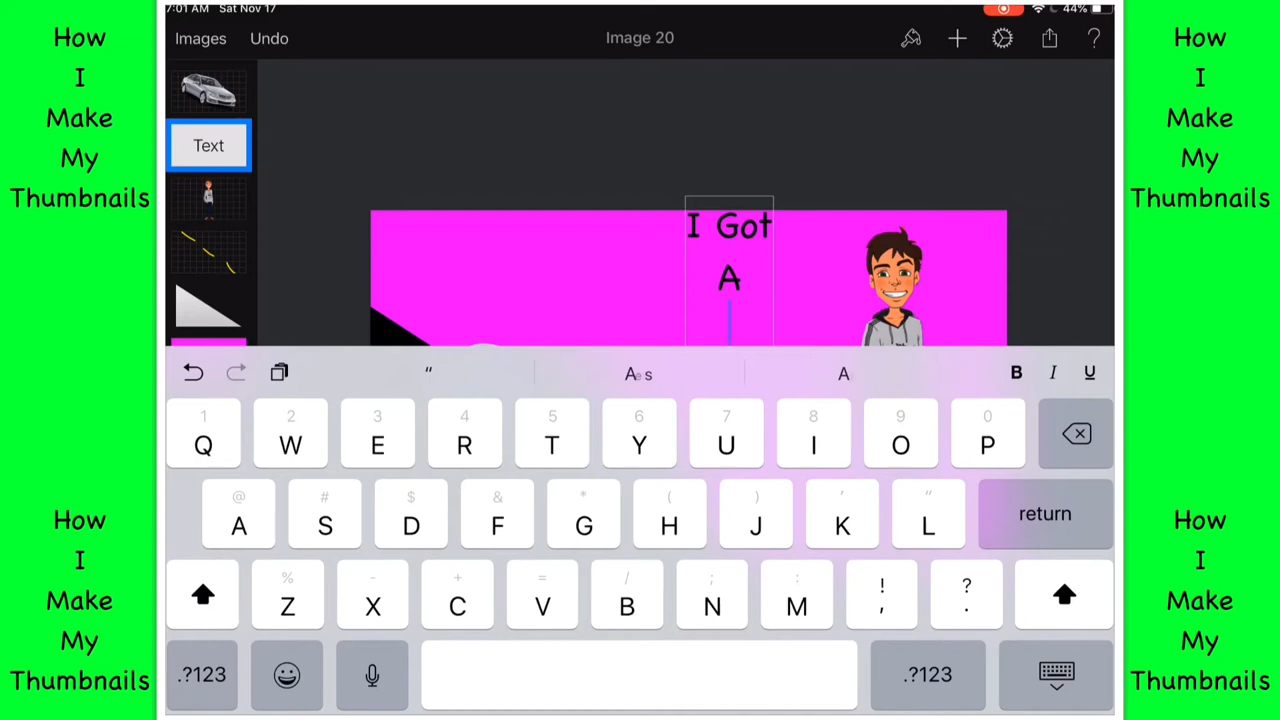 How
I
Make
My
Thumbnails
How
I
Make
My
Thumbnails
7:01 AM Sat Nov 17
44%
Images Undo Image 20 ?
Text
I Got
A
" A A
B I U
1 2 3 4 5 6 7 8 9 0
Q W E R T Y U I O P
@ # $ & * ( ) ' "
A S D F G H J K L return
% - + = / ; : ! ?
Z X C V B N M , .
.?123 .?123
How
I
Make
My
Thumbnails
How
I
Make
My
Thumbnails